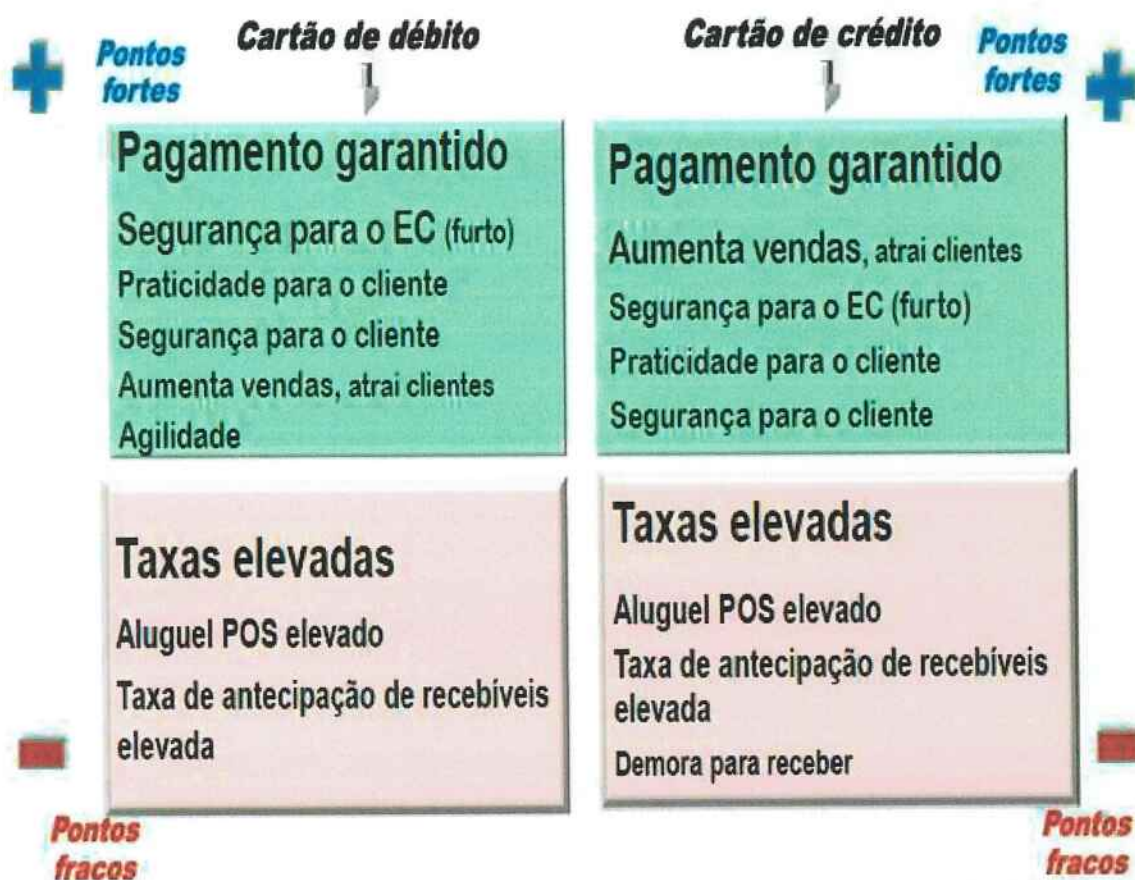 Cartão de débito
Pontos
fortes
Pagamento garantido
Segurança para o EC (furto)
Praticidade para o cliente
Segurança para o cliente
Aumenta vendas, atrai clientes
Agilidade
Taxas elevadas
Aluguel POS elevado
Taxa de antecipação de recebíveis
elevada
Pontos
fracos
Cartão de crédito
Pontos
fortes
Pagamento garantido
Aumenta vendas, atrai clientes
Segurança para o EC (furto)
Praticidade para o cliente
Segurança para o cliente
Taxas elevadas
Aluguel POS elevado
Taxa de antecipação de recebíveis
elevada
Demora para receber
Pontos
fracos